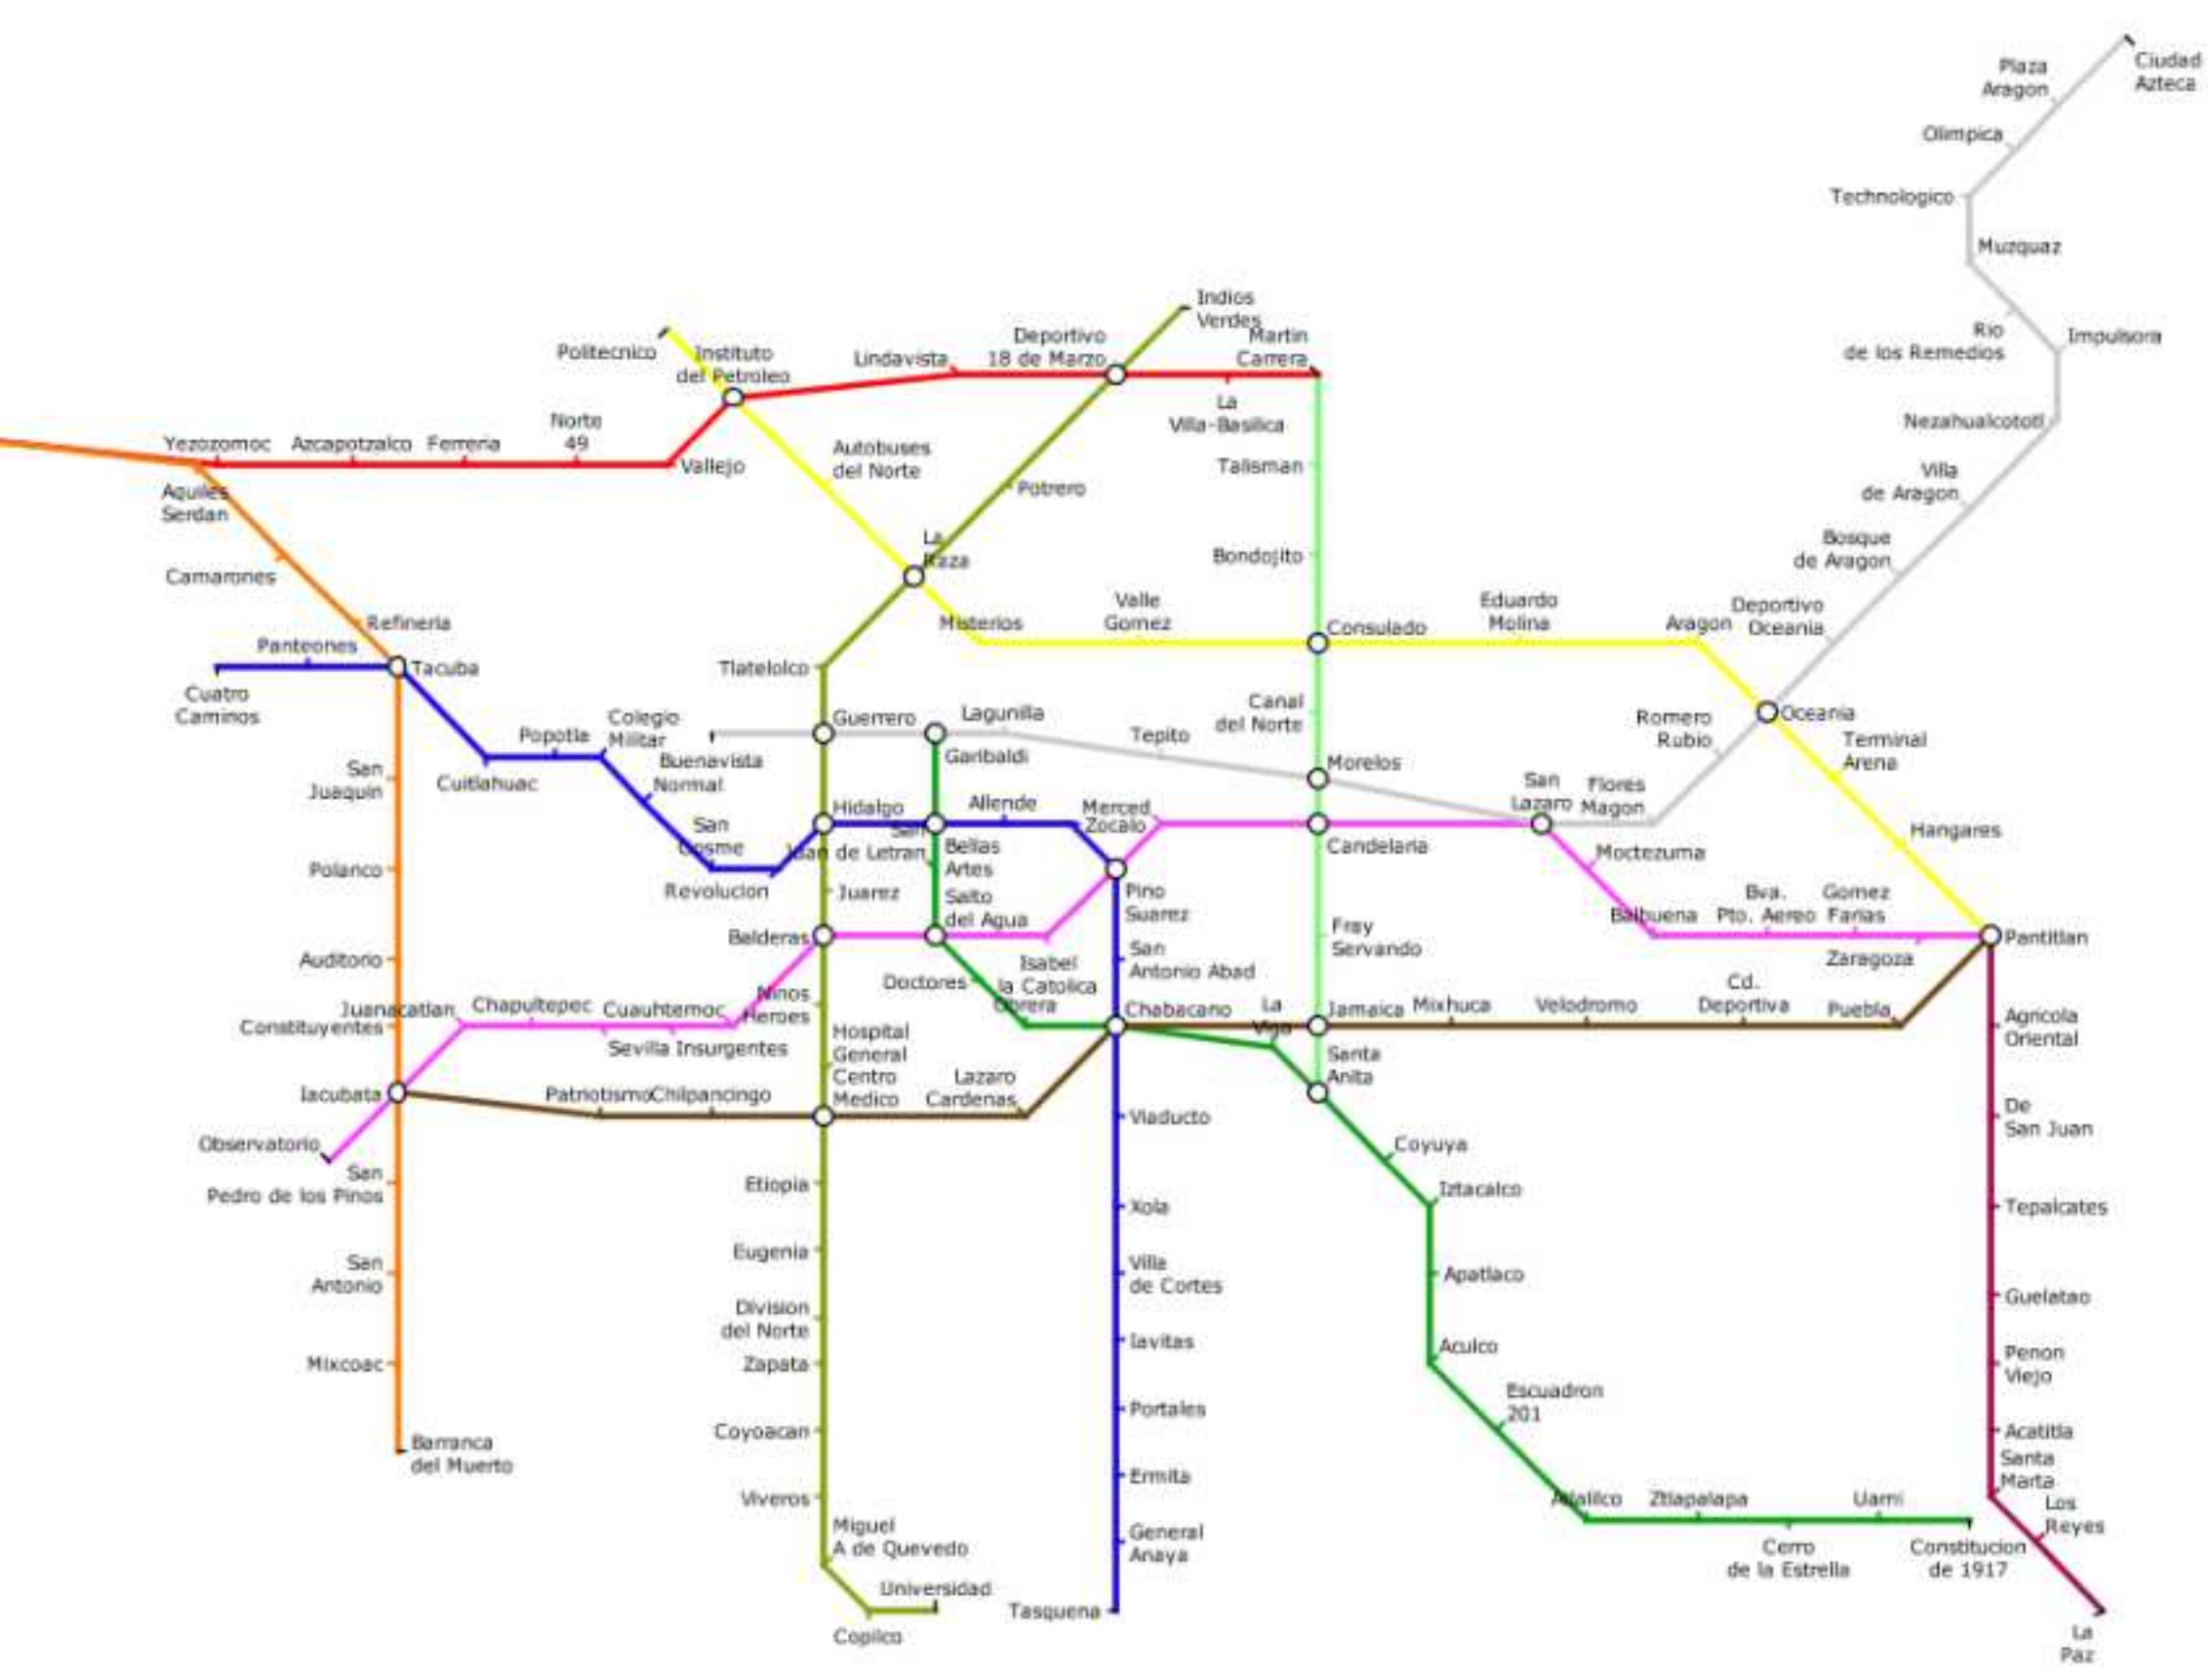 Ciudad
Azteca
Plaza
Aragon
Olimpica
Technologico
Muzquaz
Rio
de los Remedios
Impulsora
Nezahualcototl
Villa
de Aragon
Bosque
de Aragon
Deportivo
Oceania
Indios
Verdes
Martin
Carrera
Deportivo
18 de Marzo
Lindavista
Politecnico
Instituto
del Petroleo
La
Villa-Basilica
Norte
49
Yezozomoc
Azcapotzalco
Ferreria
Vallejo
Autobuses
del Norte
Potrero
Talisman
Aquiles
Serdan
Camarones
La
Raza
Bondojito
Refineria
Misterios
Valle
Gomez
Consulado
Eduardo
Molina
Aragon
Panteones
Tacuba
Cuatro
Caminos
Tlatelolco
Canal
del Norte
Guerrero
Lagunilla
Garibaldi
Tepito
Romero
Rubio
Oceania
Terminal
Arena
Popotla
Colegio
Militar
Buenavista
Normal
Cuitlahuac
San
Juaquin
Morelos
San
Lazaro
Flores
Magon
Hidalgo
Allende
Merced
Zocalo
Hangares
San
Cosme
San
Juan de Letran
Bellas
Artes
Candelaria
Moctezuma
Polanco
Revolucion
Juarez
Salto
del Agua
Pino
Suarez
Balbuena
Bva.
Pto. Aereo
Gomez
Farias
Balderas
Fray
Servando
Pantitlan
Zaragoza
Auditorio
Doctores
Isabel
la Catolica
San
Antonio Abad
Juanacatlan
Chapultepec
Cuauhtemoc
Ninos
Heroes
Obrera
Chabacano
La
Viga
Jamaica
Mixhuca
Velodromo
Cd.
Deportiva
Puebla
Agricola
Oriental
Constituyentes
Sevilla
Insurgentes
Hospital
General
Centro
Medico
Lazaro
Cardenas
Santa
Anita
Iacubata
Patriotismo
Chilpancingo
Viaducto
De
San Juan
Observatorio
Coyuya
San
Pedro de los Pinos
Etiopia
Xola
Iztacalco
Tepalcates
Eugenia
Villa
de Cortes
San
Antonio
Apatlaco
Guelatao
Division
del Norte
Iavitas
Zapata
Mixcoac
Aculco
Penon
Viejo
Portales
Escuadron
201
Coyoacan
Acatitla
Barranca
del Muerto
Ermita
Santa
Marta
Viveros
Atlalilco
Ztlapalapa
Uami
Los
Reyes
Miguel
A de Quevedo
General
Anaya
Cerro
de la Estrella
Constitucion
de 1917
Universidad
Tasquena
Copilco
La
Paz